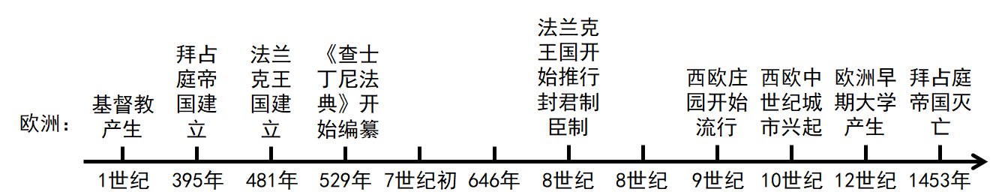 欧洲：
基督教
产生
拜占
庭帝
国建
立
法兰
克王
国建
立
《查士
丁尼法
典》开
始编纂
法兰克
王国开
始推行
封君制
臣制
西欧庄
园开始
流行
西欧中
世纪城
市兴起
欧洲早
期大学
产生
拜占庭
帝国灭
亡
1世纪 395年 481年 529年 7世纪初 646年 8世纪 8世纪 9世纪 10世纪 12世纪 1453年